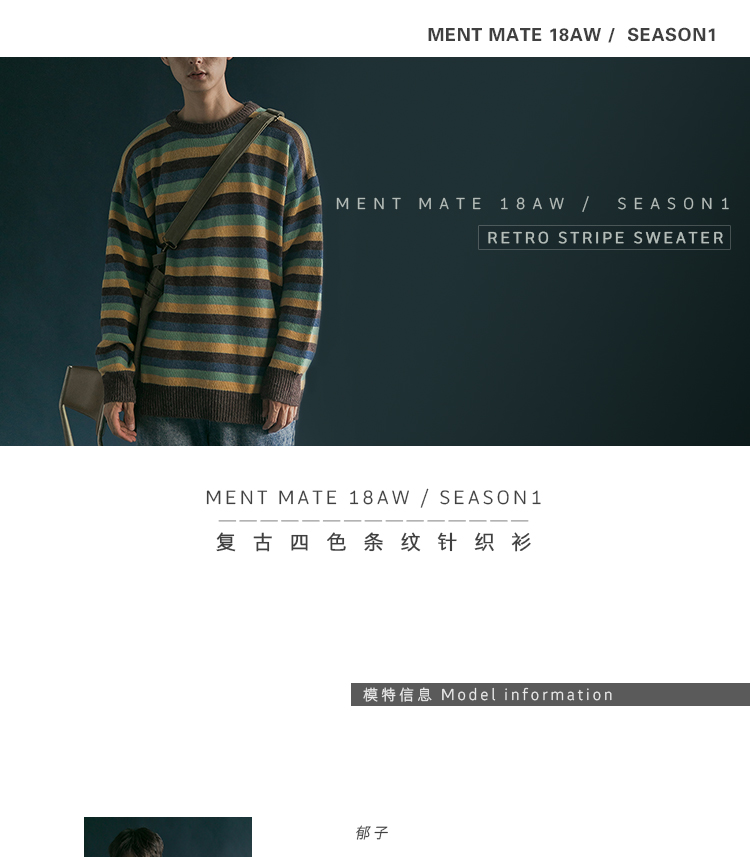 MENT MATE 18AW / SEASON1
MENT MATE 18AW / SEASON1
RETRO STRIPE SWEATER
MENT MATE 18AW / SEASON1
复古四色条纹针织衫
模特信息 Model information
郁子